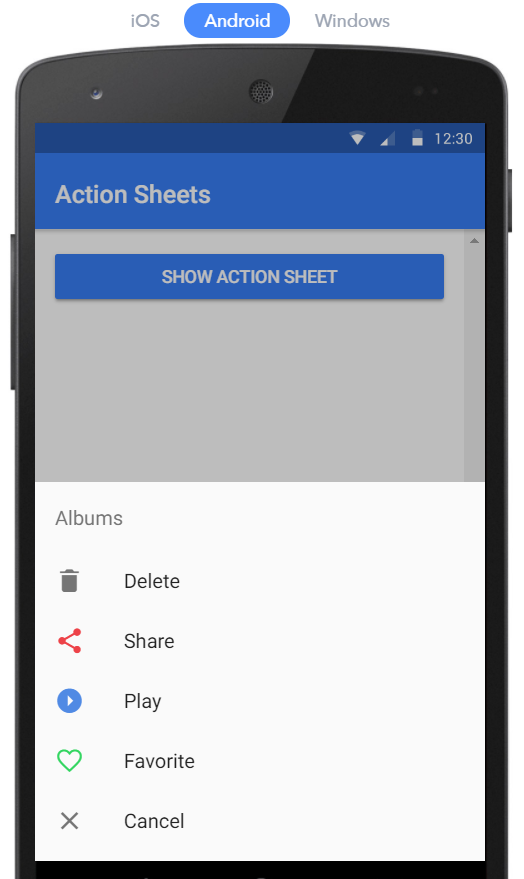 iOS Android Windows
12:30
Action Sheets
SHOW ACTION SHEET
Albums
Delete
Share
Play
Favorite
Cancel